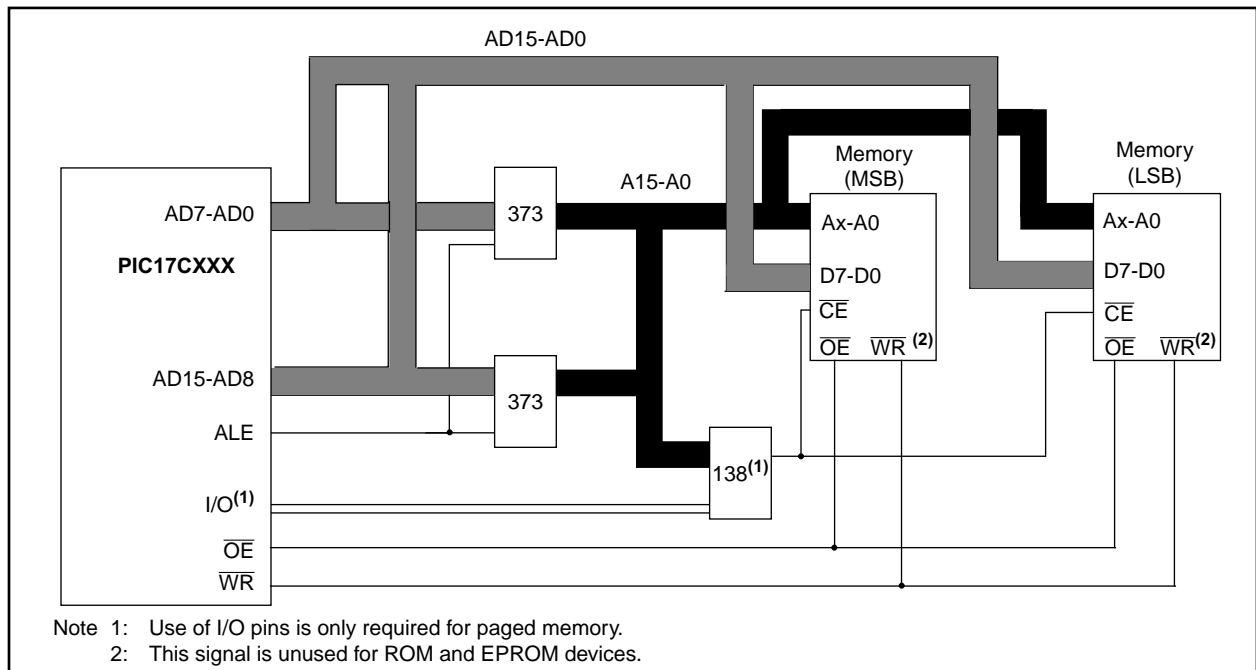 AD15-AD0
PIC17CXXX
AD7-AD0
AD15-AD8
ALE
I/O(1)
OE
WR
373
373
A15-A0
138(1)
Memory
(MSB)
Ax-A0
D7-D0
CE
OE WR(2)
Memory
(LSB)
Ax-A0
D7-D0
CE
OE WR(2)
Note 1: Use of I/O pins is only required for paged memory.
2: This signal is unused for ROM and EPROM devices.